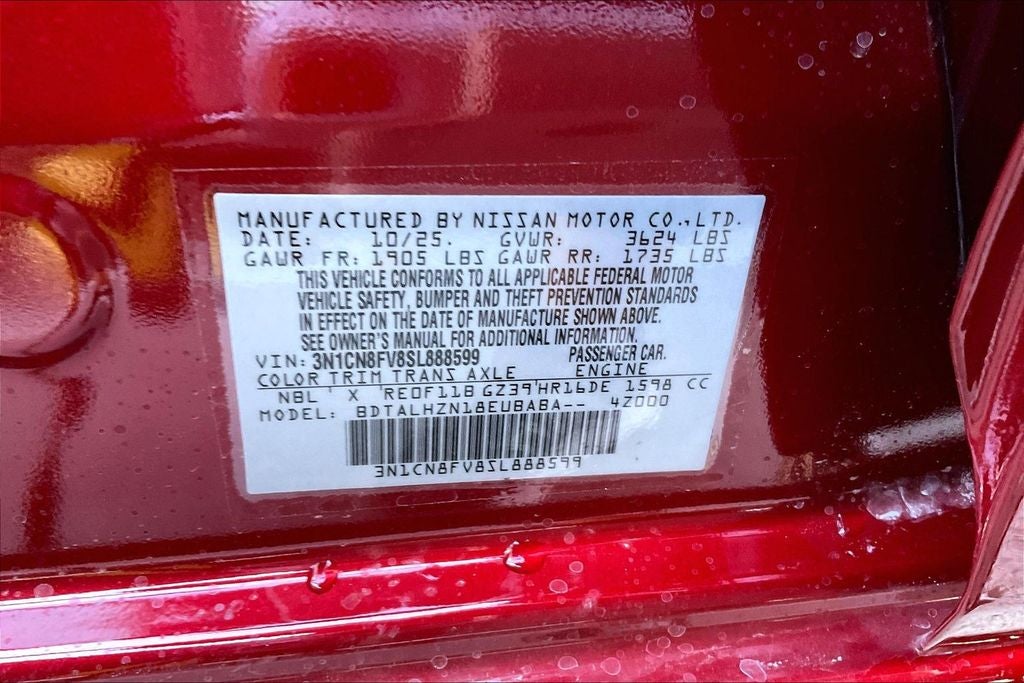 MANUFACTURED BY NISSAN MOTOR CO.,LTD.
DATE: 10/25. GVWR: 3624 LBS
GAWR FR: 1905 LBS GAWR RR: 1735 LBS
THIS VEHICLE CONFORMS TO ALL APPLICABLE FEDERAL MOTOR
VEHICLE SAFETY, BUMPER AND THEFT PREVENTION STANDARDS
IN EFFECT ON THE DATE OF MANUFACTURE SHOWN ABOVE.
SEE OWNER'S MANUAL FOR ADDITIONAL INFORMATION.
VIN: 3N1CN8FV8SL888599 PASSENGER CAR.
COLOR TRIM TRANS AXLE ENGINE
NBL ' X 'RE0F11B GZ39'HR16DE 1598 CC
MODEL: BDTALHZN18EUBABA-- 4Z000
3N1CN8FV8SL888599